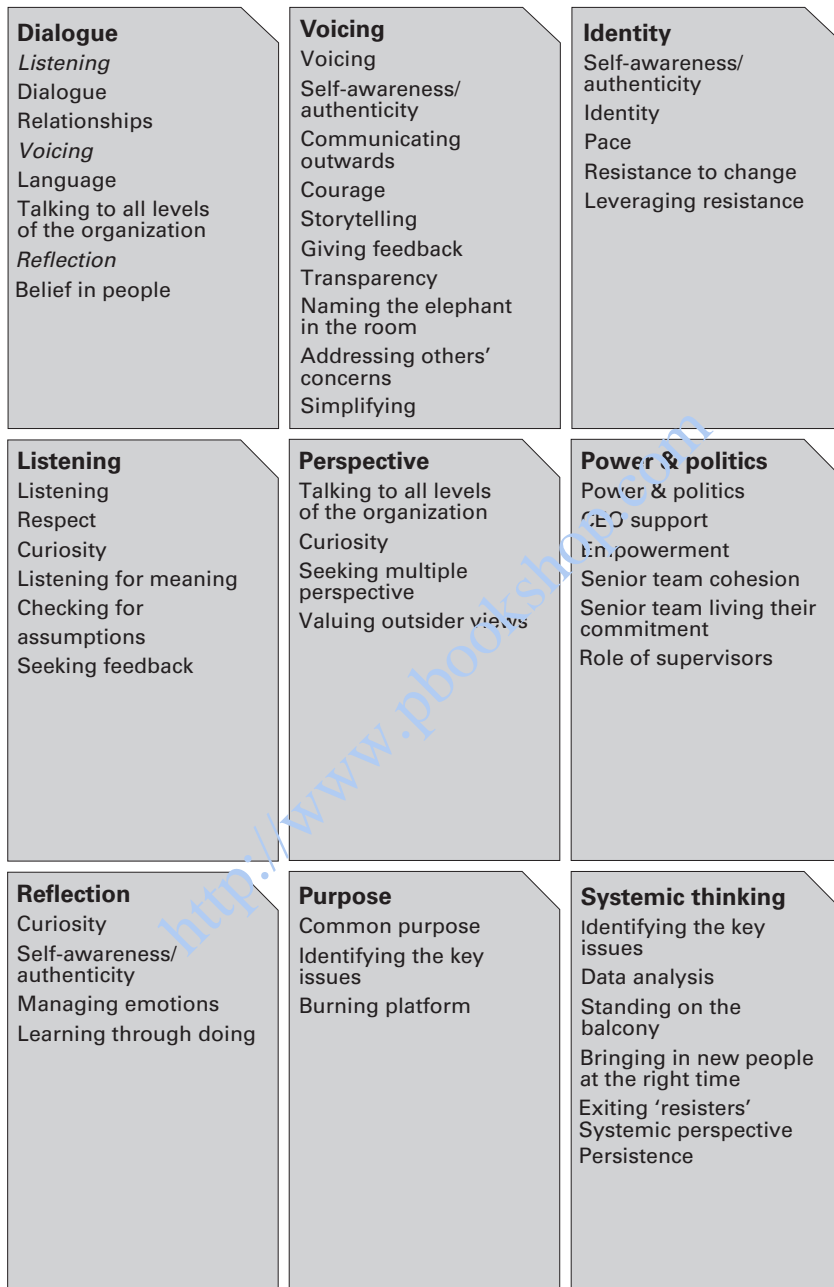 Dialogue
Listening
Dialogue
Relationships
Voicing
Language
Talking to all levels
of the organization
Reflection
Belief in people
Voicing
Voicing
Self-awareness/
authenticity
Communicating
outwards
Courage
Storytelling
Giving feedback
Transparency
Naming the elephant
in the room
Addressing others’
concerns
Simplifying
Identity
Self-awareness/
authenticity
Identity
Pace
Resistance to change
Leveraging resistance
Listening
Listening
Respect
Curiosity
Listening for meaning
Checking for
assumptions
Seeking feedback
Perspective
Talking to all levels
of the organization
Curiosity
Seeking multiple
perspective
Valuing outsider views
Power & politics
Power & politics
CEO support
Empowerment
Senior team cohesion
Senior team living their
commitment
Role of supervisors
Reflection
Curiosity
Self-awareness/
authenticity
Managing emotions
Learning through doing
Purpose
Common purpose
Identifying the key
issues
Burning platform
Systemic thinking
Identifying the key
issues
Data analysis
Standing on the
balcony
Bringing in new people
at the right time
Exiting ‘resisters’
Systemic perspective
Persistence
http://www.pbookshop.com